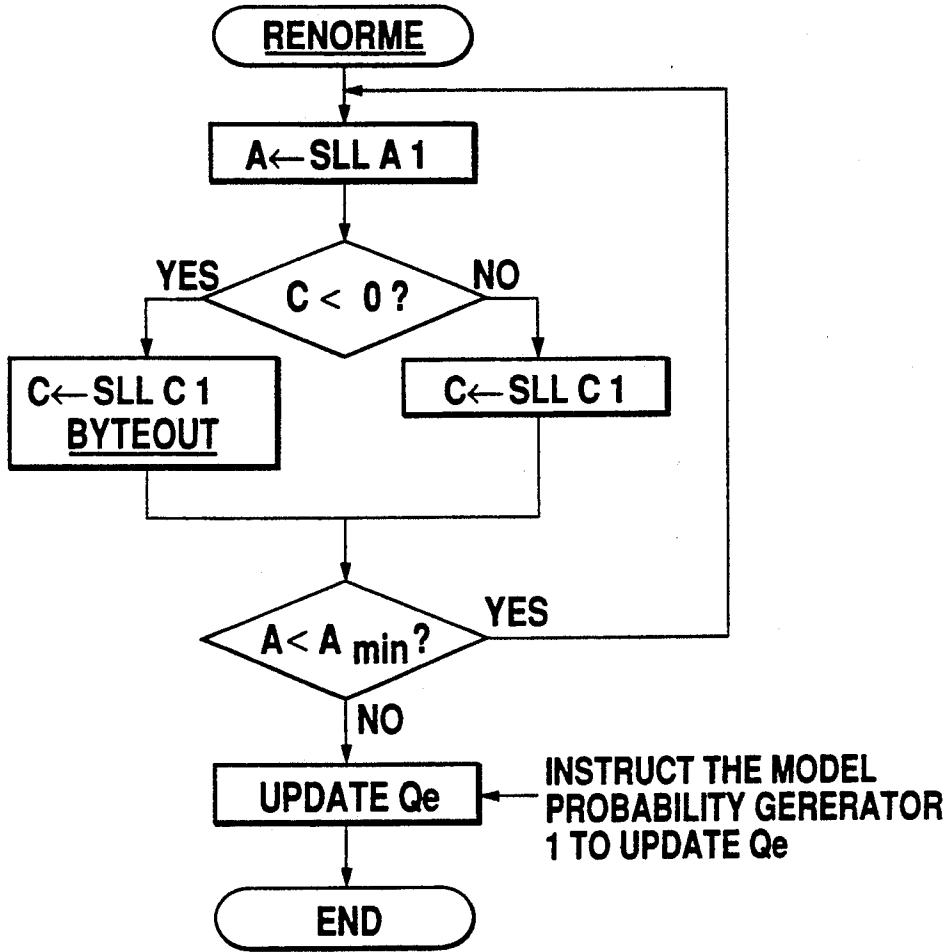 RENORME
A←SLL A 1
YES
C < 0 ?
NO
C←SLL C 1
BYTEOUT
C←SLL C 1
A < A min ?
YES
NO
UPDATE Qe
INSTRUCT THE MODEL
PROBABILITY GERERATOR
1 TO UPDATE Qe
END